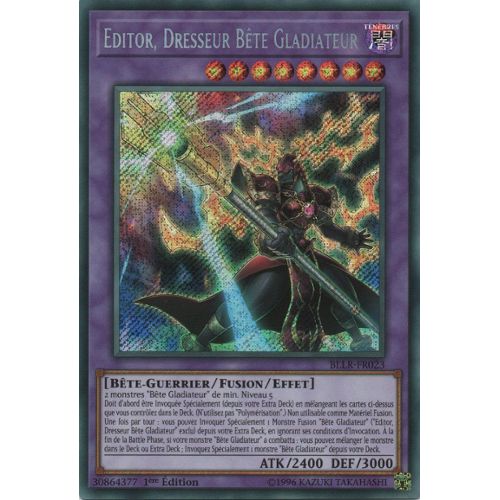 EDITOR, DRESSEUR BÊTE GLADIATEUR
TÉNÈBRES
闇
BLLR-FR023
[BÊTE-GUERRIER/FUSION/EFFET]
2 monstres "Bête Gladiateur" de min. Niveau 5
Doit d'abord être Invoquée Spécialement (depuis votre Extra Deck) en mélangeant les cartes ci-dessus
que vous contrôlez dans le Deck. (N'utilisez pas "Polymérisation".) Non utilisable comme Matériel Fusion.
Une fois par tour : vous pouvez Invoquer Spécialement 1 Monstre Fusion "Bête Gladiateur" ("Editor,
Dresseur Bête Gladiateur" exclu) depuis votre Extra Deck, en ignorant ses conditions d'Invocation. À la
fin de la Battle Phase, si votre monstre "Bête Gladiateur" a combattu : vous pouvez mélanger 1 monstre
dans le Deck ou Extra Deck ; Invoquez Spécialement 1 monstre "Bête Gladiateur" depuis votre Deck.
ATK/2400 DEF/3000
30864377 1ère Édition ©1996 KAZUKI TAKAHASHI